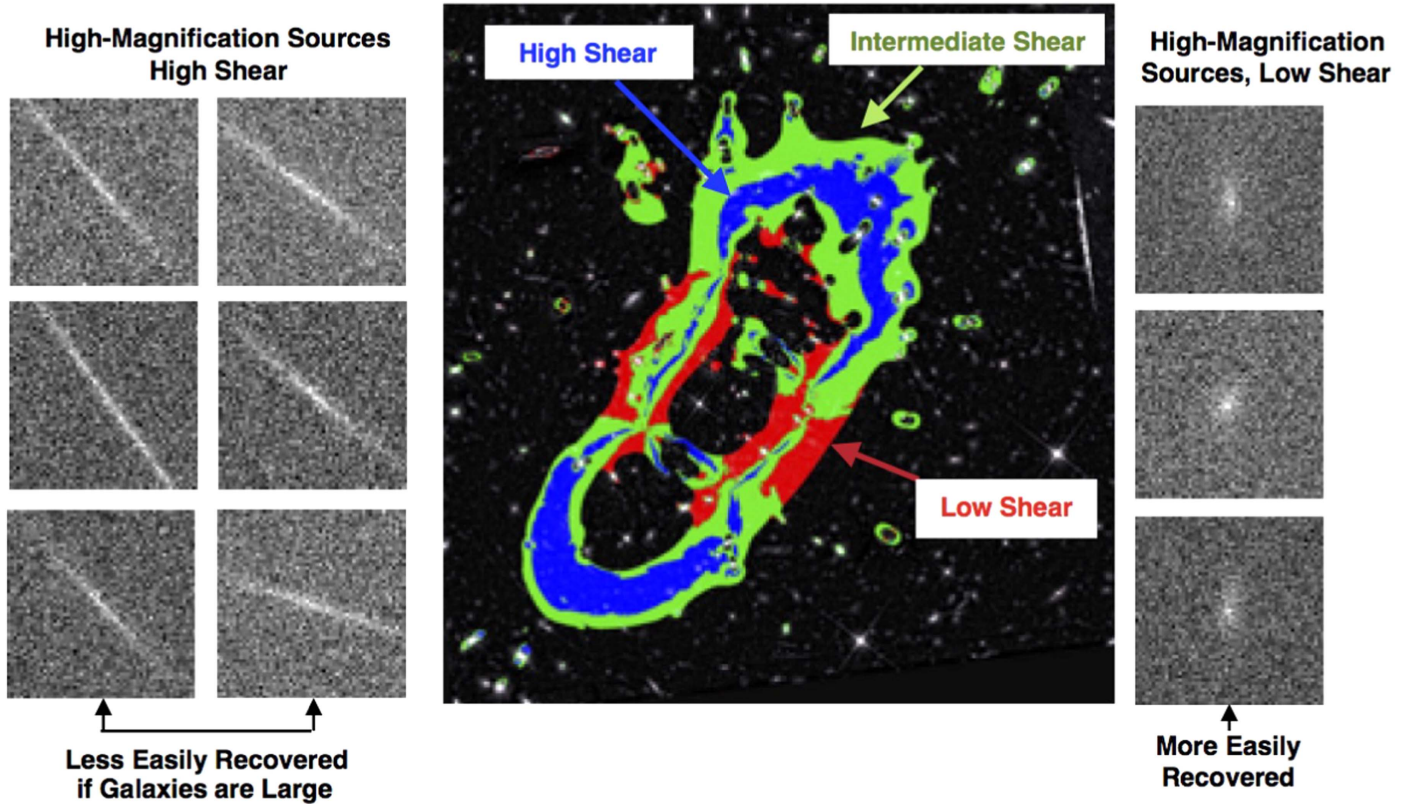 High-Magnification Sources
High Shear
High Shear
Intermediate Shear
High-Magnification
Sources, Low Shear
Low Shear
Less Easily Recovered
if Galaxies are Large
More Easily
Recovered